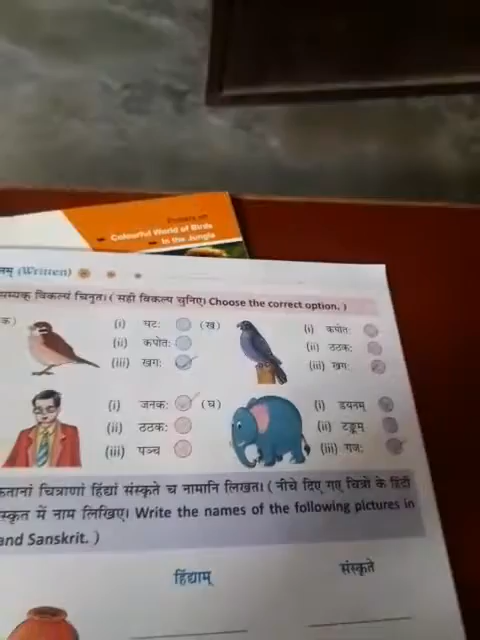 Colourful World of Birds
in the Jungle
नम् (Written)
विकल्पं चिनुत। ( सही विकल्प चुनिए। Choose the correct option. )
क)
(i) घट:
(ii) कपोत:
(iii) खग:
(ख)
(i) कपोत:
(ii) ठठक:
(iii) खग:
(i) जनक:
(ii) ठठक:
(iii) पञ्च
(घ)
(i) डयनम्
(ii) टङ्कम्
(iii) गज:
चित्राणां हिंद्यां संस्कृते च नामानि लिखत। ( नीचे दिए गए चित्रों के हिंदी
स्कृत में नाम लिखिए। Write the names of the following pictures in
and Sanskrit. )
हिंद्याम्
संस्कृते